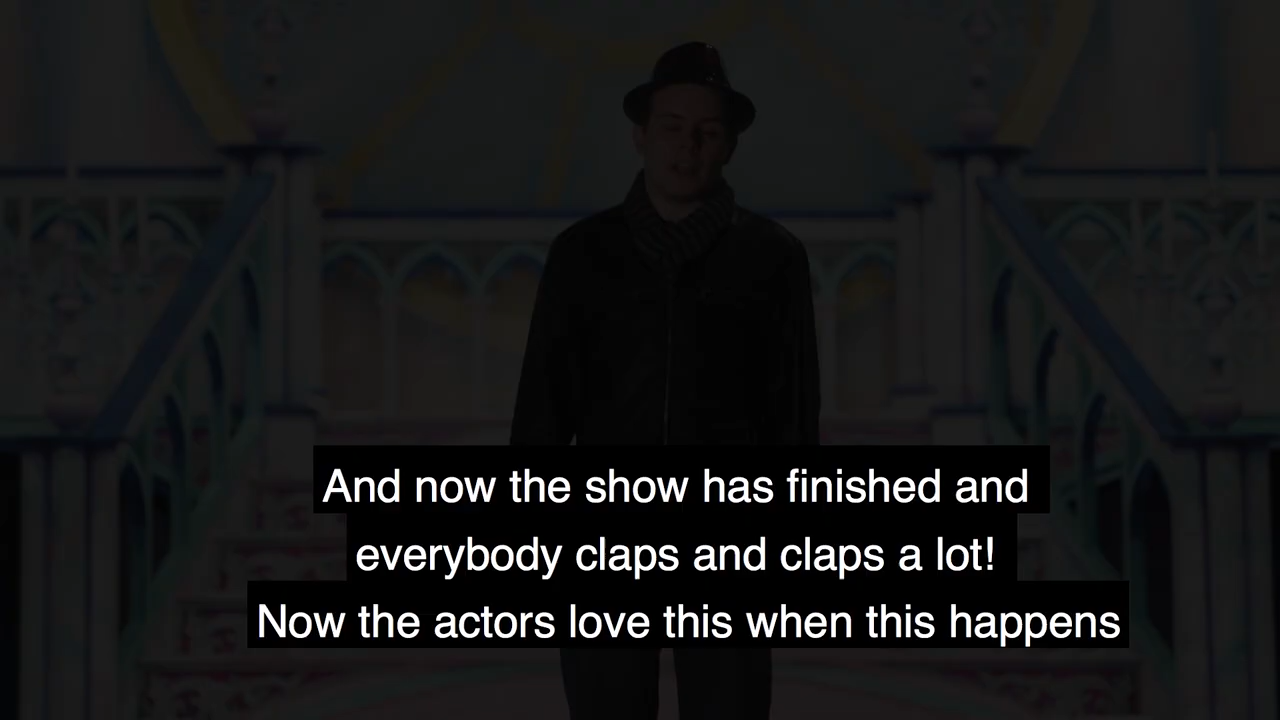 And now the show has finished and
everybody claps and claps a lot!
Now the actors love this when this happens